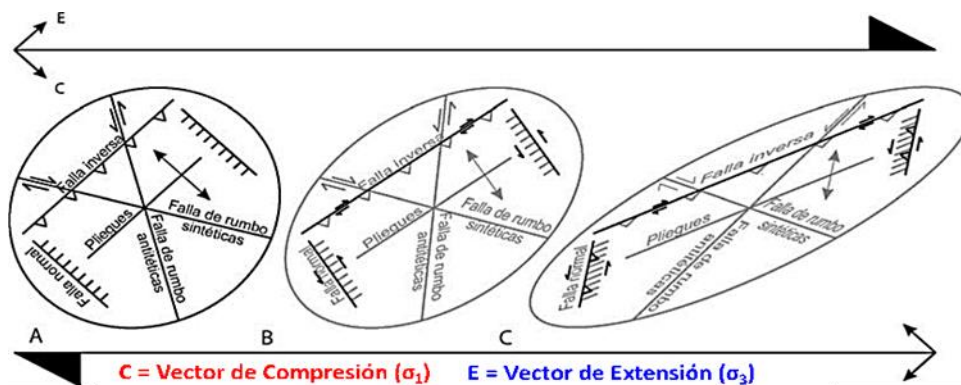 E
C
Falla inversa
Pliegues
Falla de rumbo
sintéticas
Falla de rumbo
antitéticas
Falla normal
A
Falla inversa
Pliegues
Falla de rumbo
sintéticas
Falla de rumbo
antitéticas
Falla normal
B
Falla inversa
Pliegues
Falla de rumbo
sintéticas
Falla de rumbo
antitéticas
Falla normal
C
C = Vector de Compresión (σ₁) E = Vector de Extensión (σ₃)